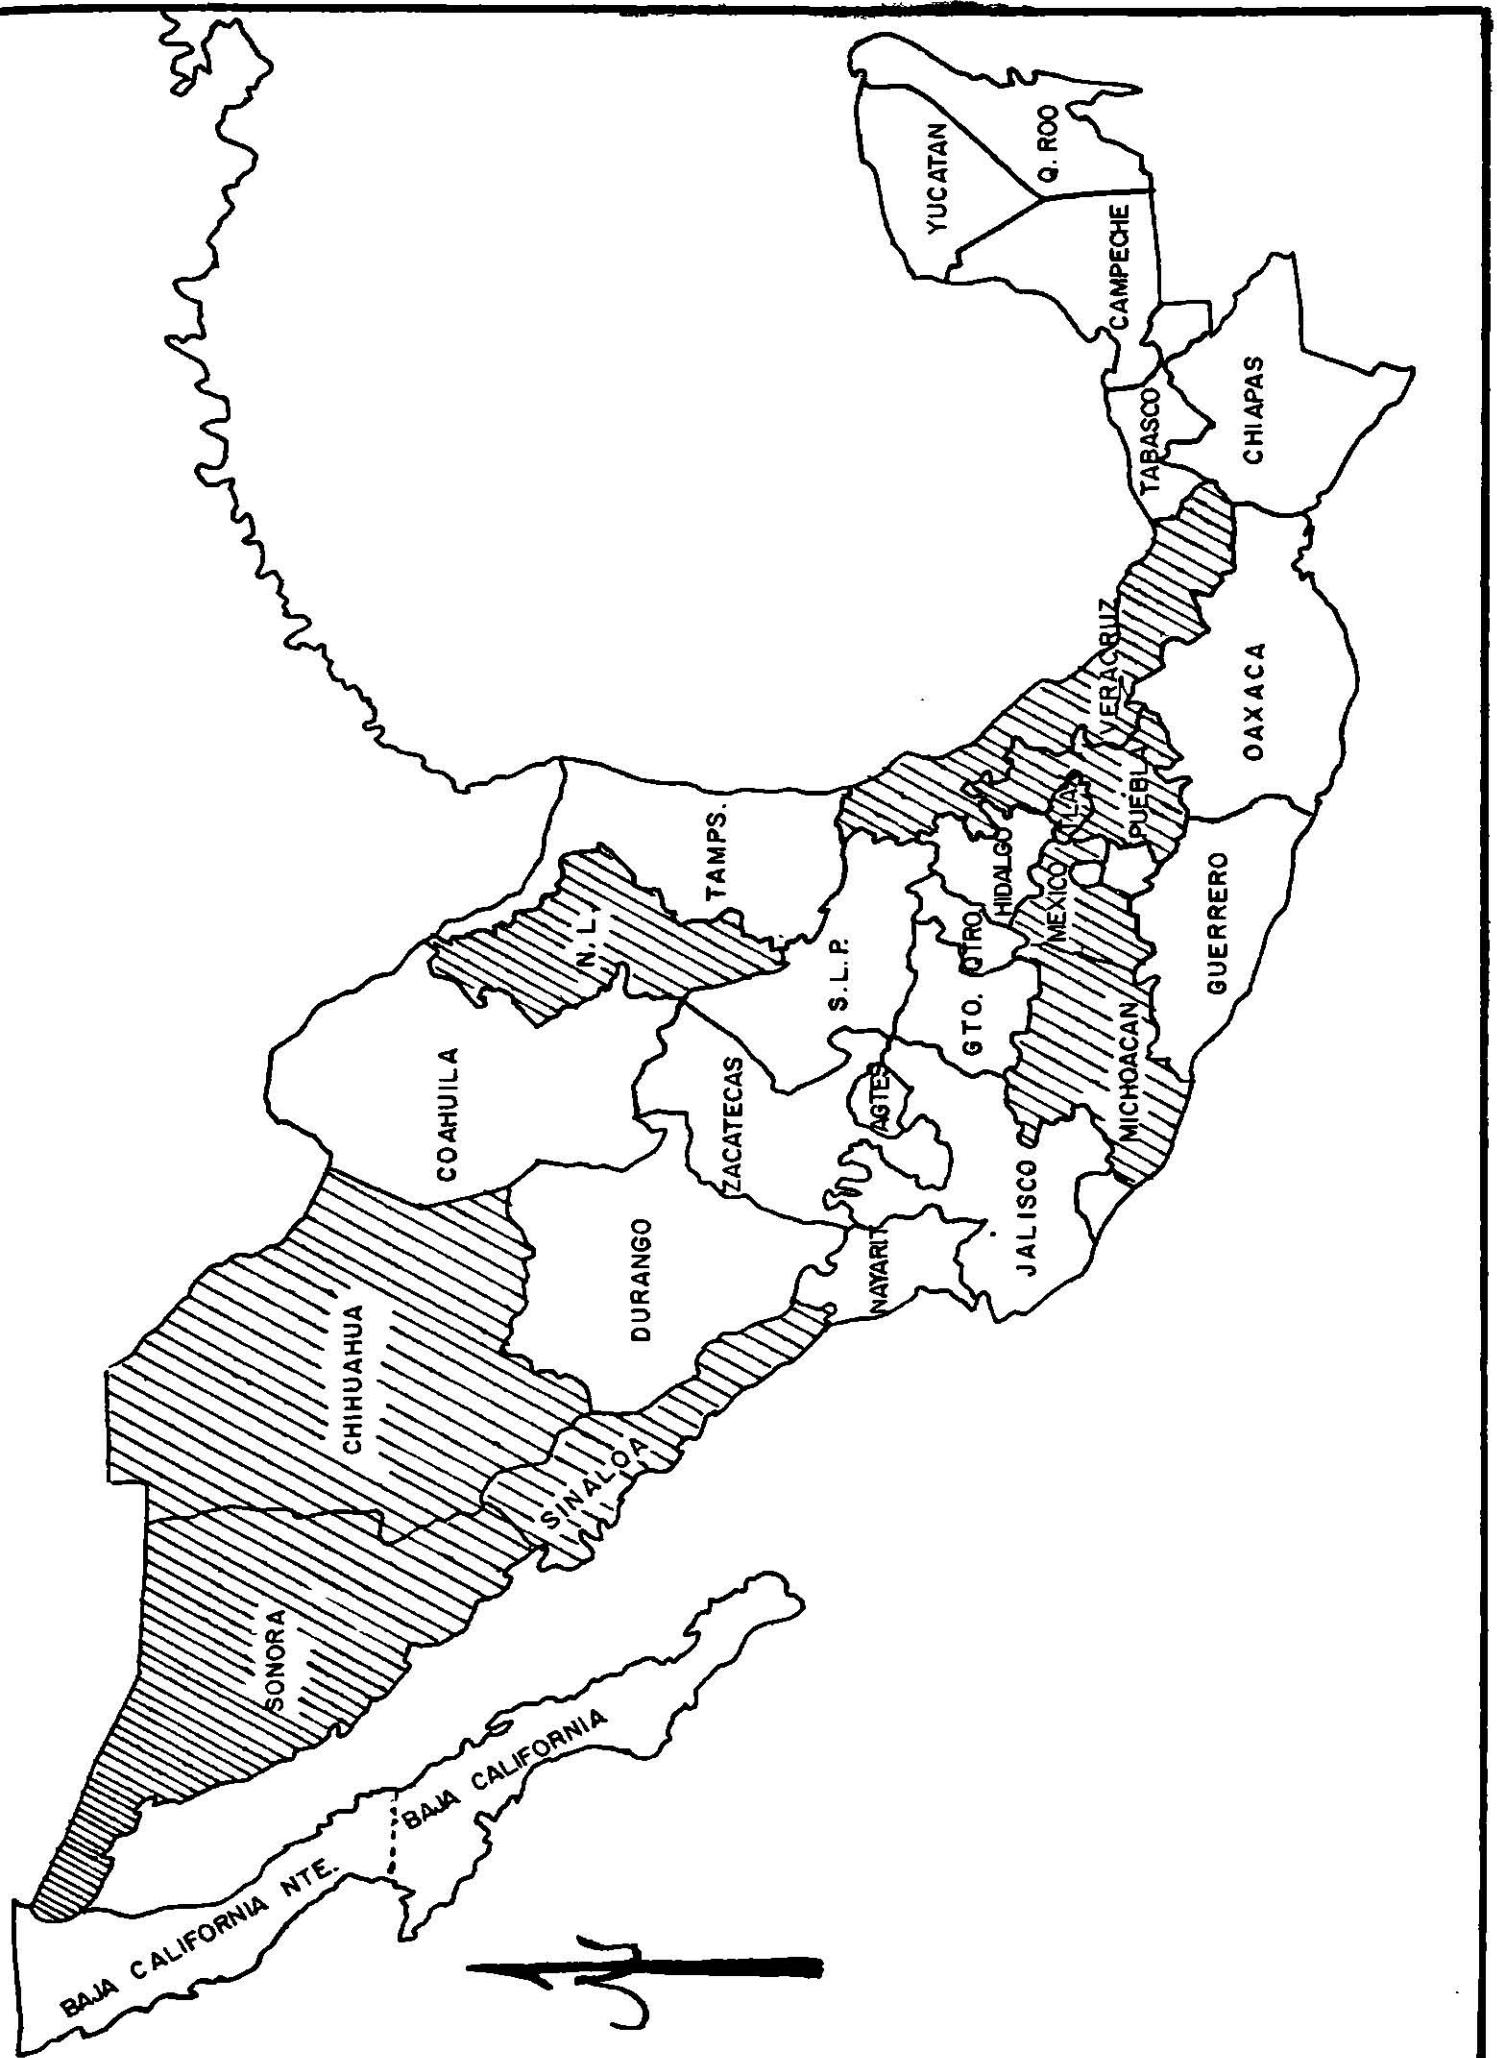 BAJA CALIFORNIA NTE.
BAJA CALIFORNIA
SONORA
CHIHUAHUA
SINALOA
COAHUILA
DURANGO
N. L.
TAMPS.
ZACATECAS
S.L.P.
NAYARIT
AGTES
JALISCO
GTO.
QTRO
HIDALGO
MEXICO
TLA
MICHOACAN
PUEBLA
VERACRUZ
GUERRERO
OAXACA
TABASCO
CHIAPAS
CAMPECHE
YUCATAN
Q. ROO